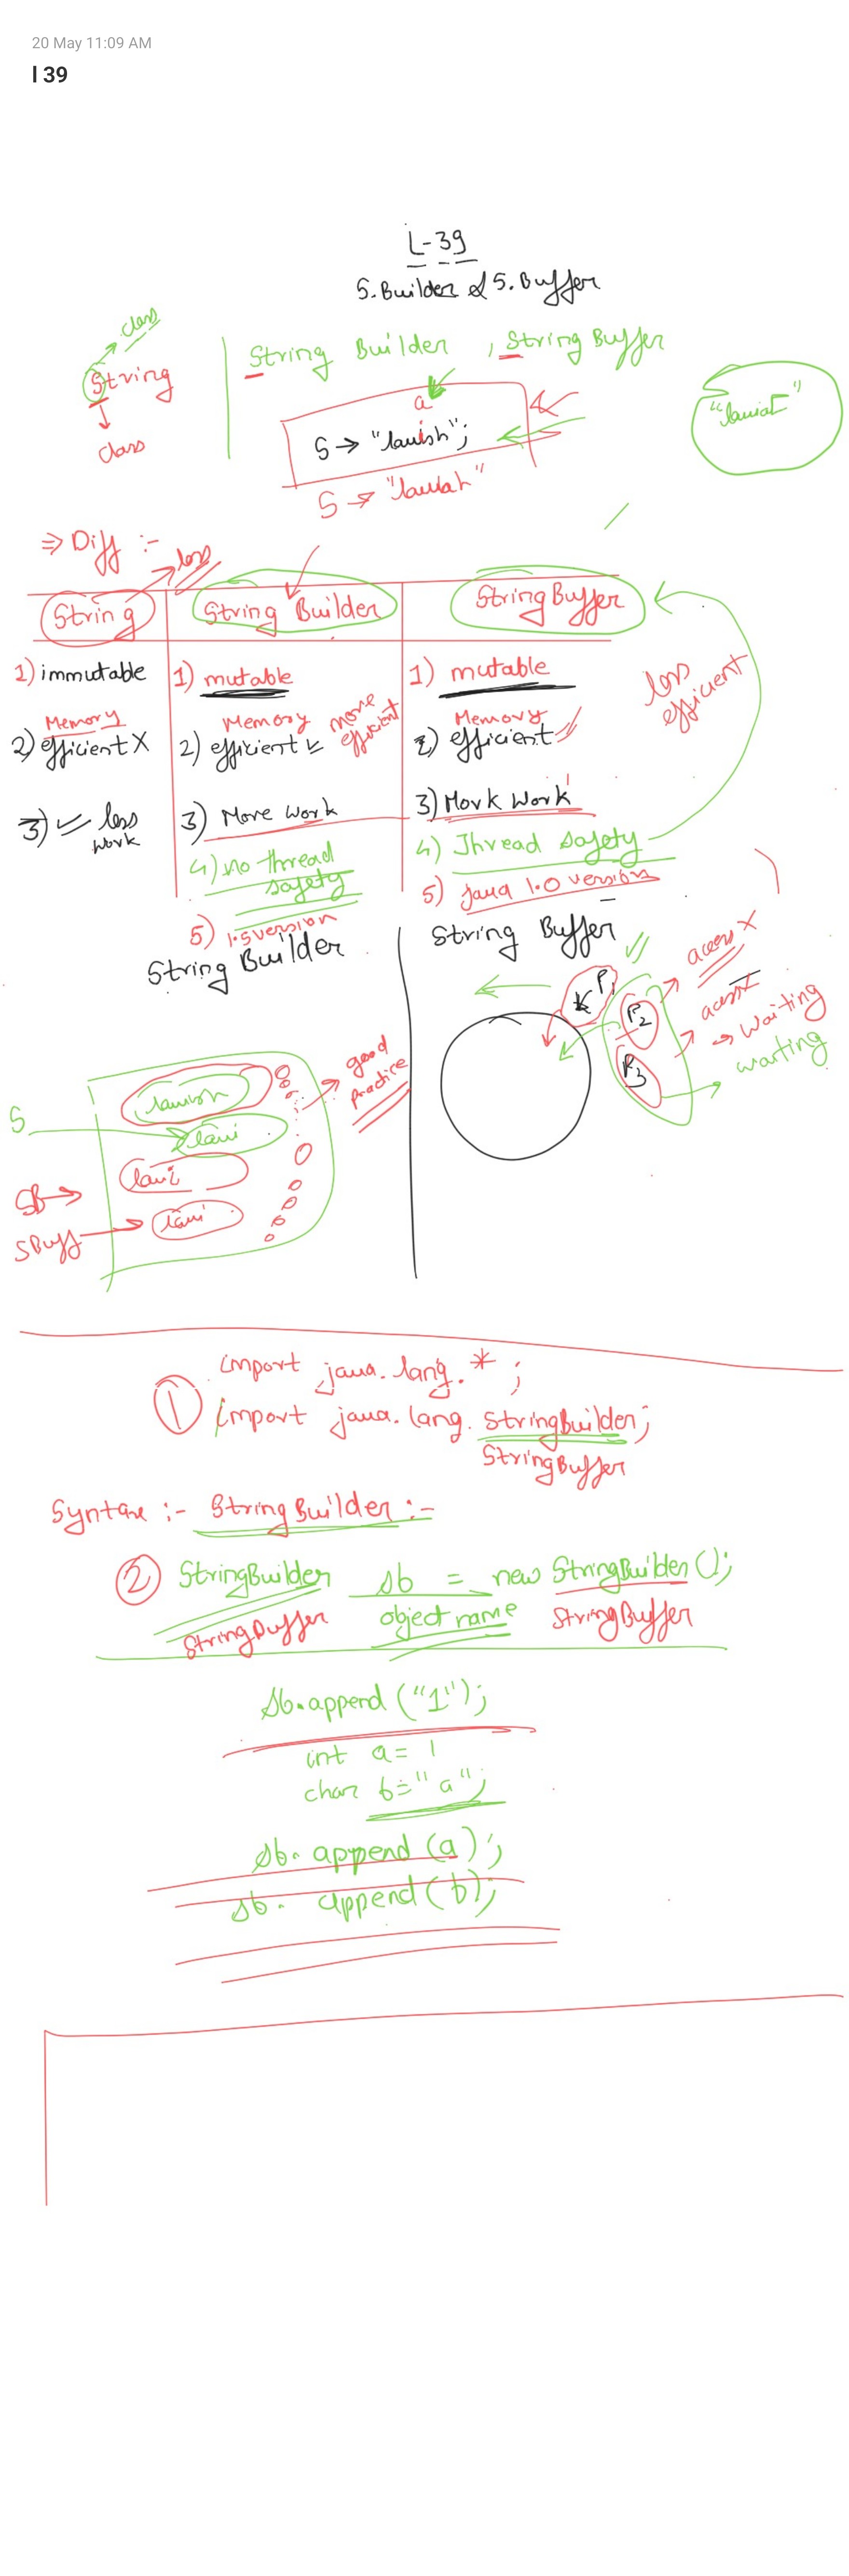 20 May 11:09 AM
l 39
L-39
S.Builder & S.Buffer
class
String
class
String Builder , String Buffer
a
S → "lavish";
S → "laviah"
⇒ Diff :-
less
String
String Builder
String Buffer
1) immutable
1) mutable
1) mutable
Memory
2) efficient X
Memory
2) efficient ✓
more
efficient
Memory
2) efficient
less
efficient
3) ✓ less
work
3) More Work
3) Mork Work
4) no thread
safety
4) Thread safety
5) 1.5 version
5) java 1.0 version
String Builder
String Buffer
P1
P2
P3
access X
→ Waiting
waiting
good
practice
S
lavish
lavi
SB →
lavi
SBuff
lavi
1
import java.lang.* ;
import java.lang. StringBuilder;
StringBuffer
Syntax :- StringBuilder :-
2 StringBuilder sb = new StringBuilder();
StringBuffer object name StringBuffer
sb.append ("1");
int a = 1
char b = "a";
sb. append (a);
sb. append (b);